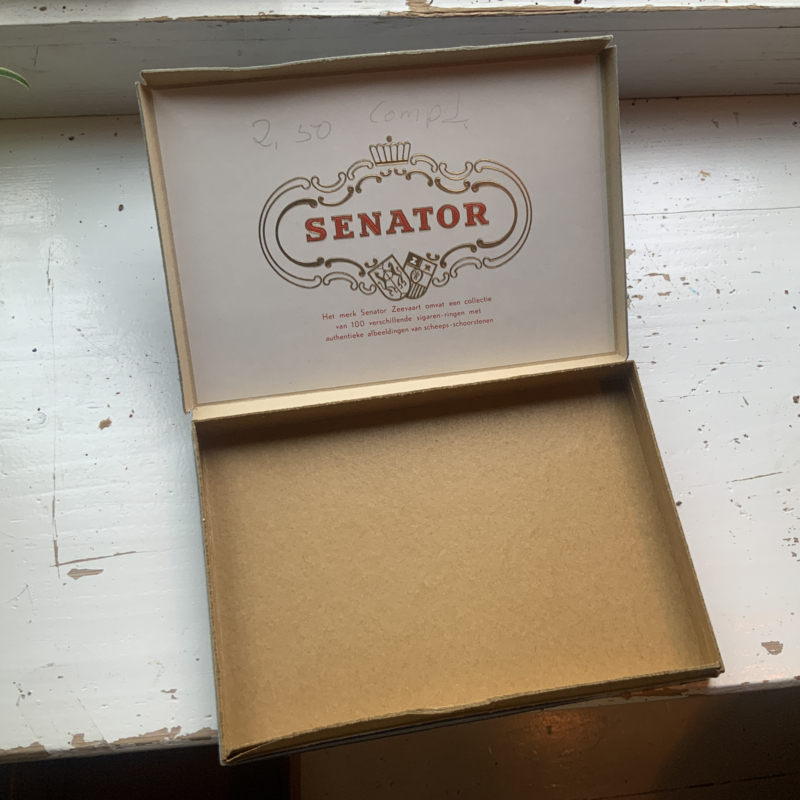 2,50 Compl.
SENATOR
Het merk Senator Zeevaart omvat een collectie
van 100 verschillende sigaren-ringen met
authentieke afbeeldingen van scheeps-schoorstenen